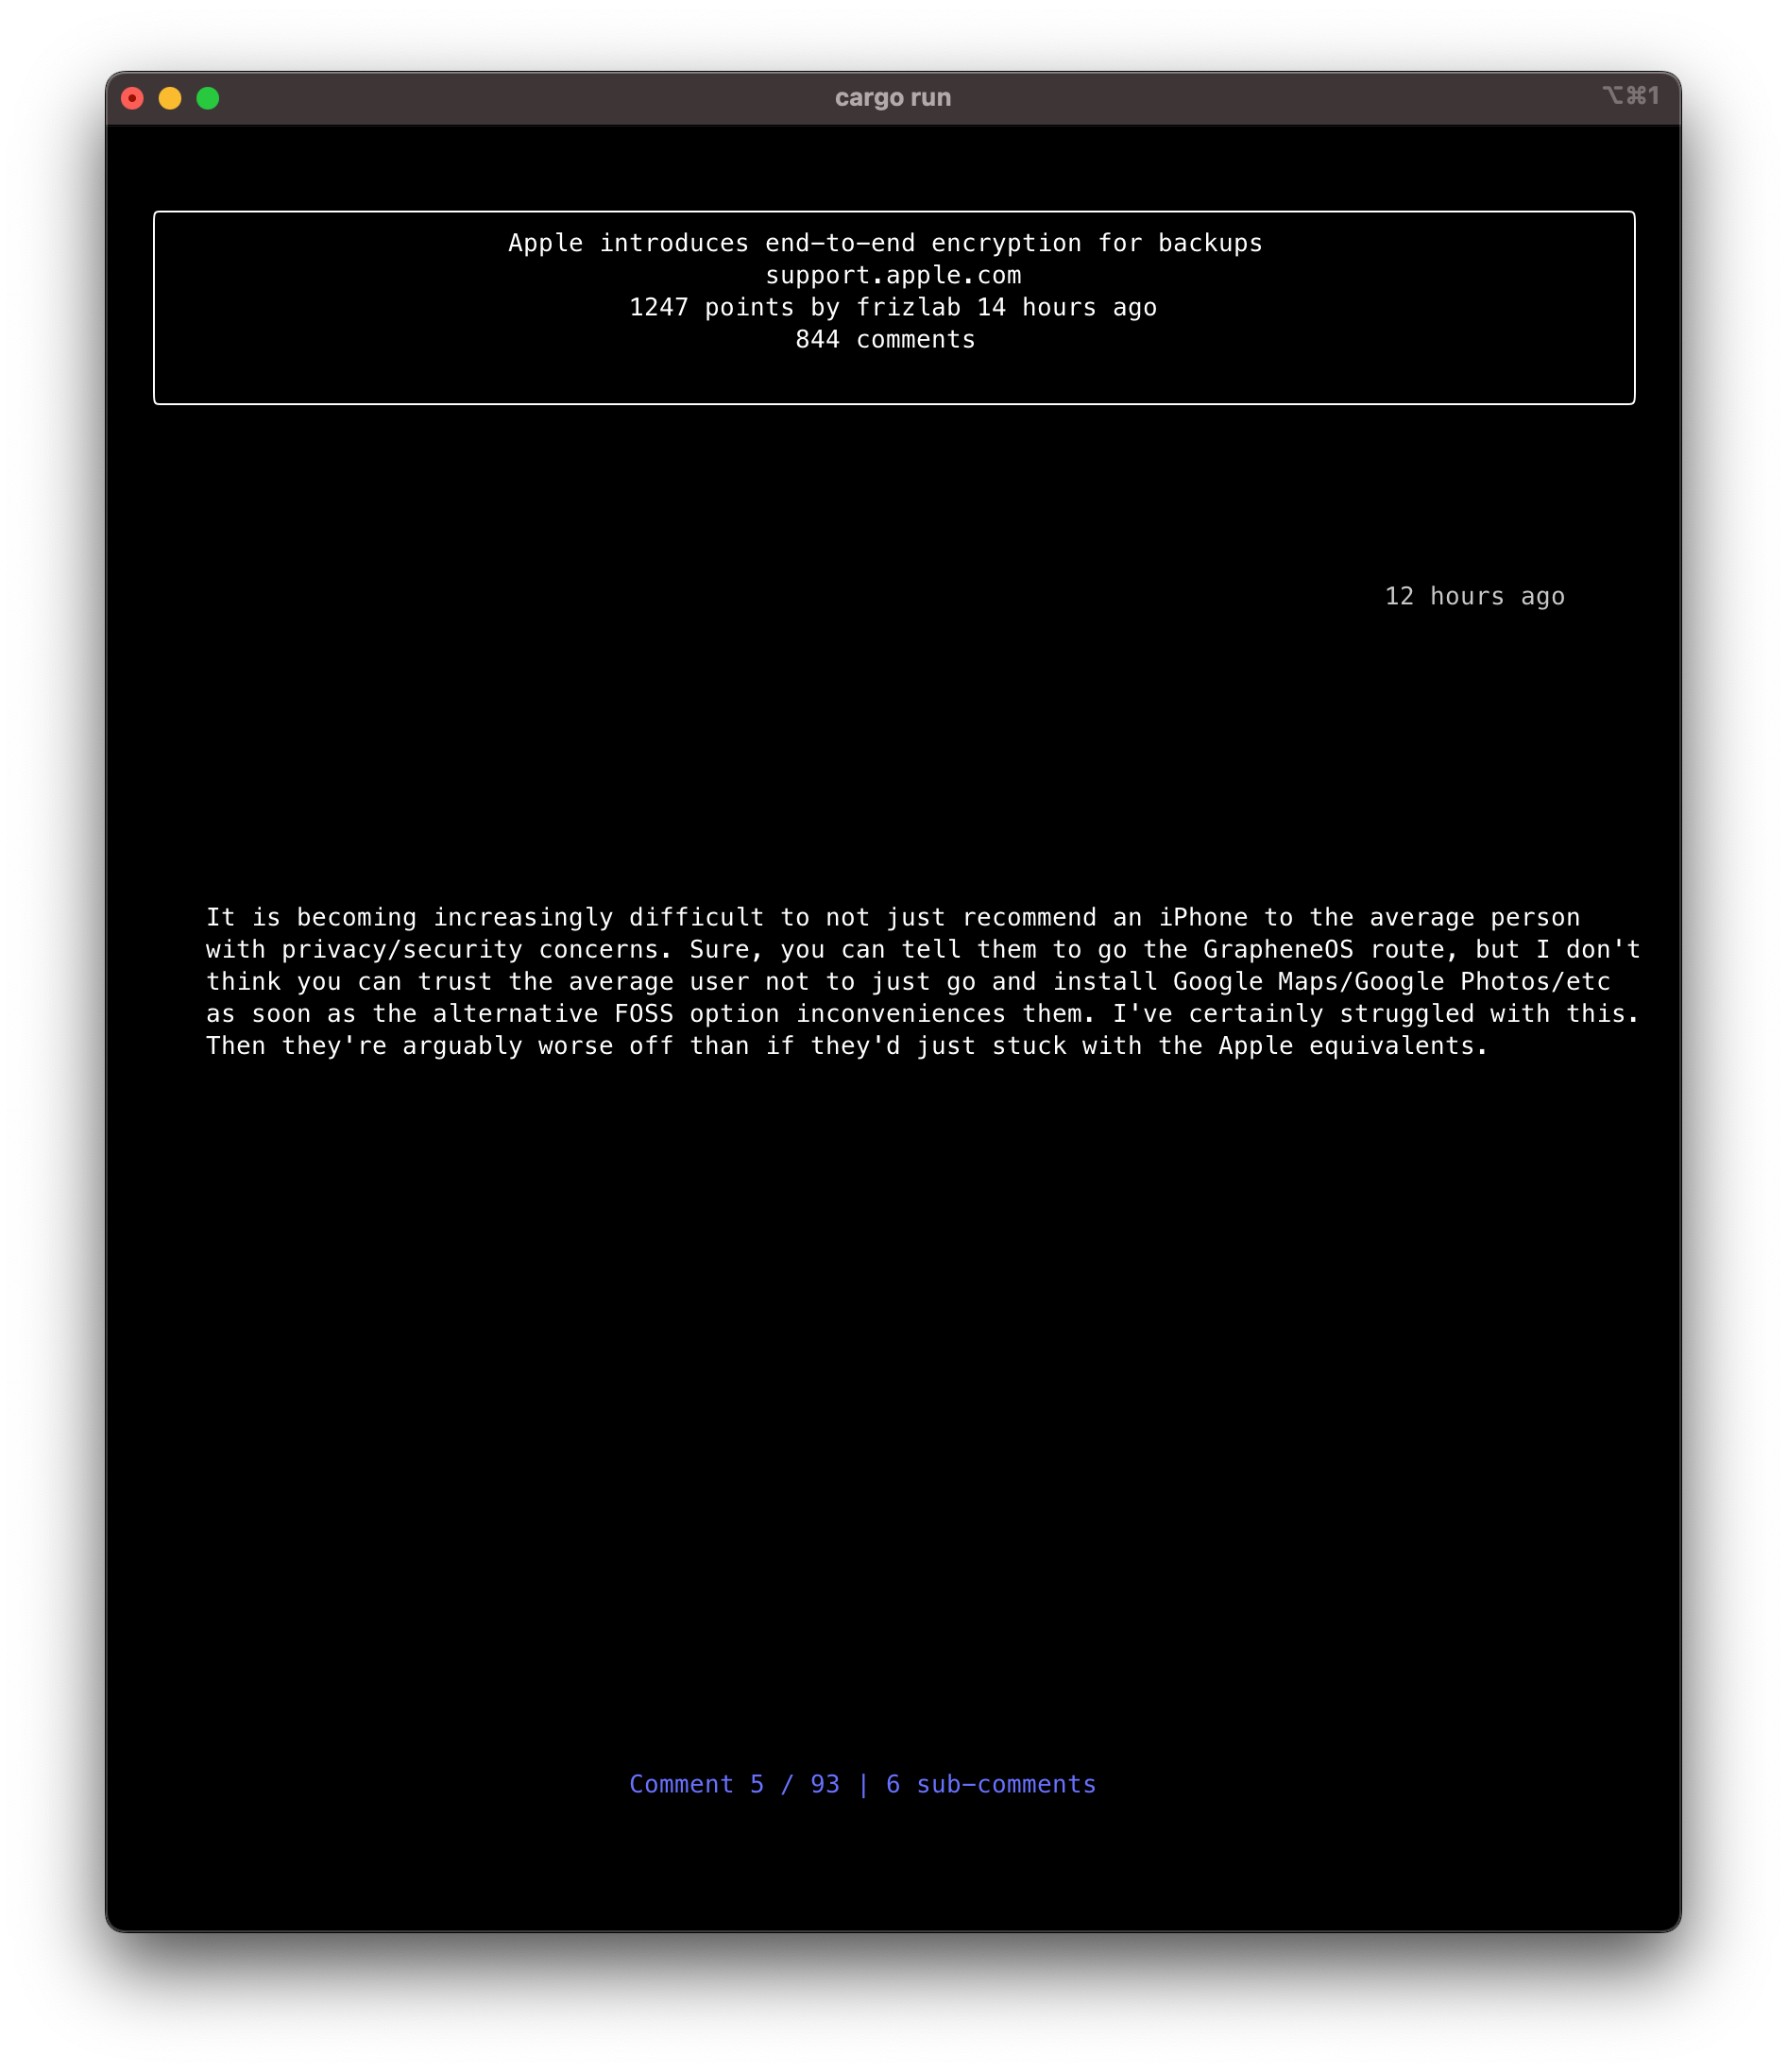 cargo run
⌥⌘1
Apple introduces end-to-end encryption for backups
support.apple.com
1247 points by frizlab 14 hours ago
844 comments
12 hours ago
It is becoming increasingly difficult to not just recommend an iPhone to the average person
with privacy/security concerns. Sure, you can tell them to go the GrapheneOS route, but I don't
think you can trust the average user not to just go and install Google Maps/Google Photos/etc
as soon as the alternative FOSS option inconveniences them. I've certainly struggled with this.
Then they're arguably worse off than if they'd just stuck with the Apple equivalents.
Comment 5 / 93 | 6 sub-comments